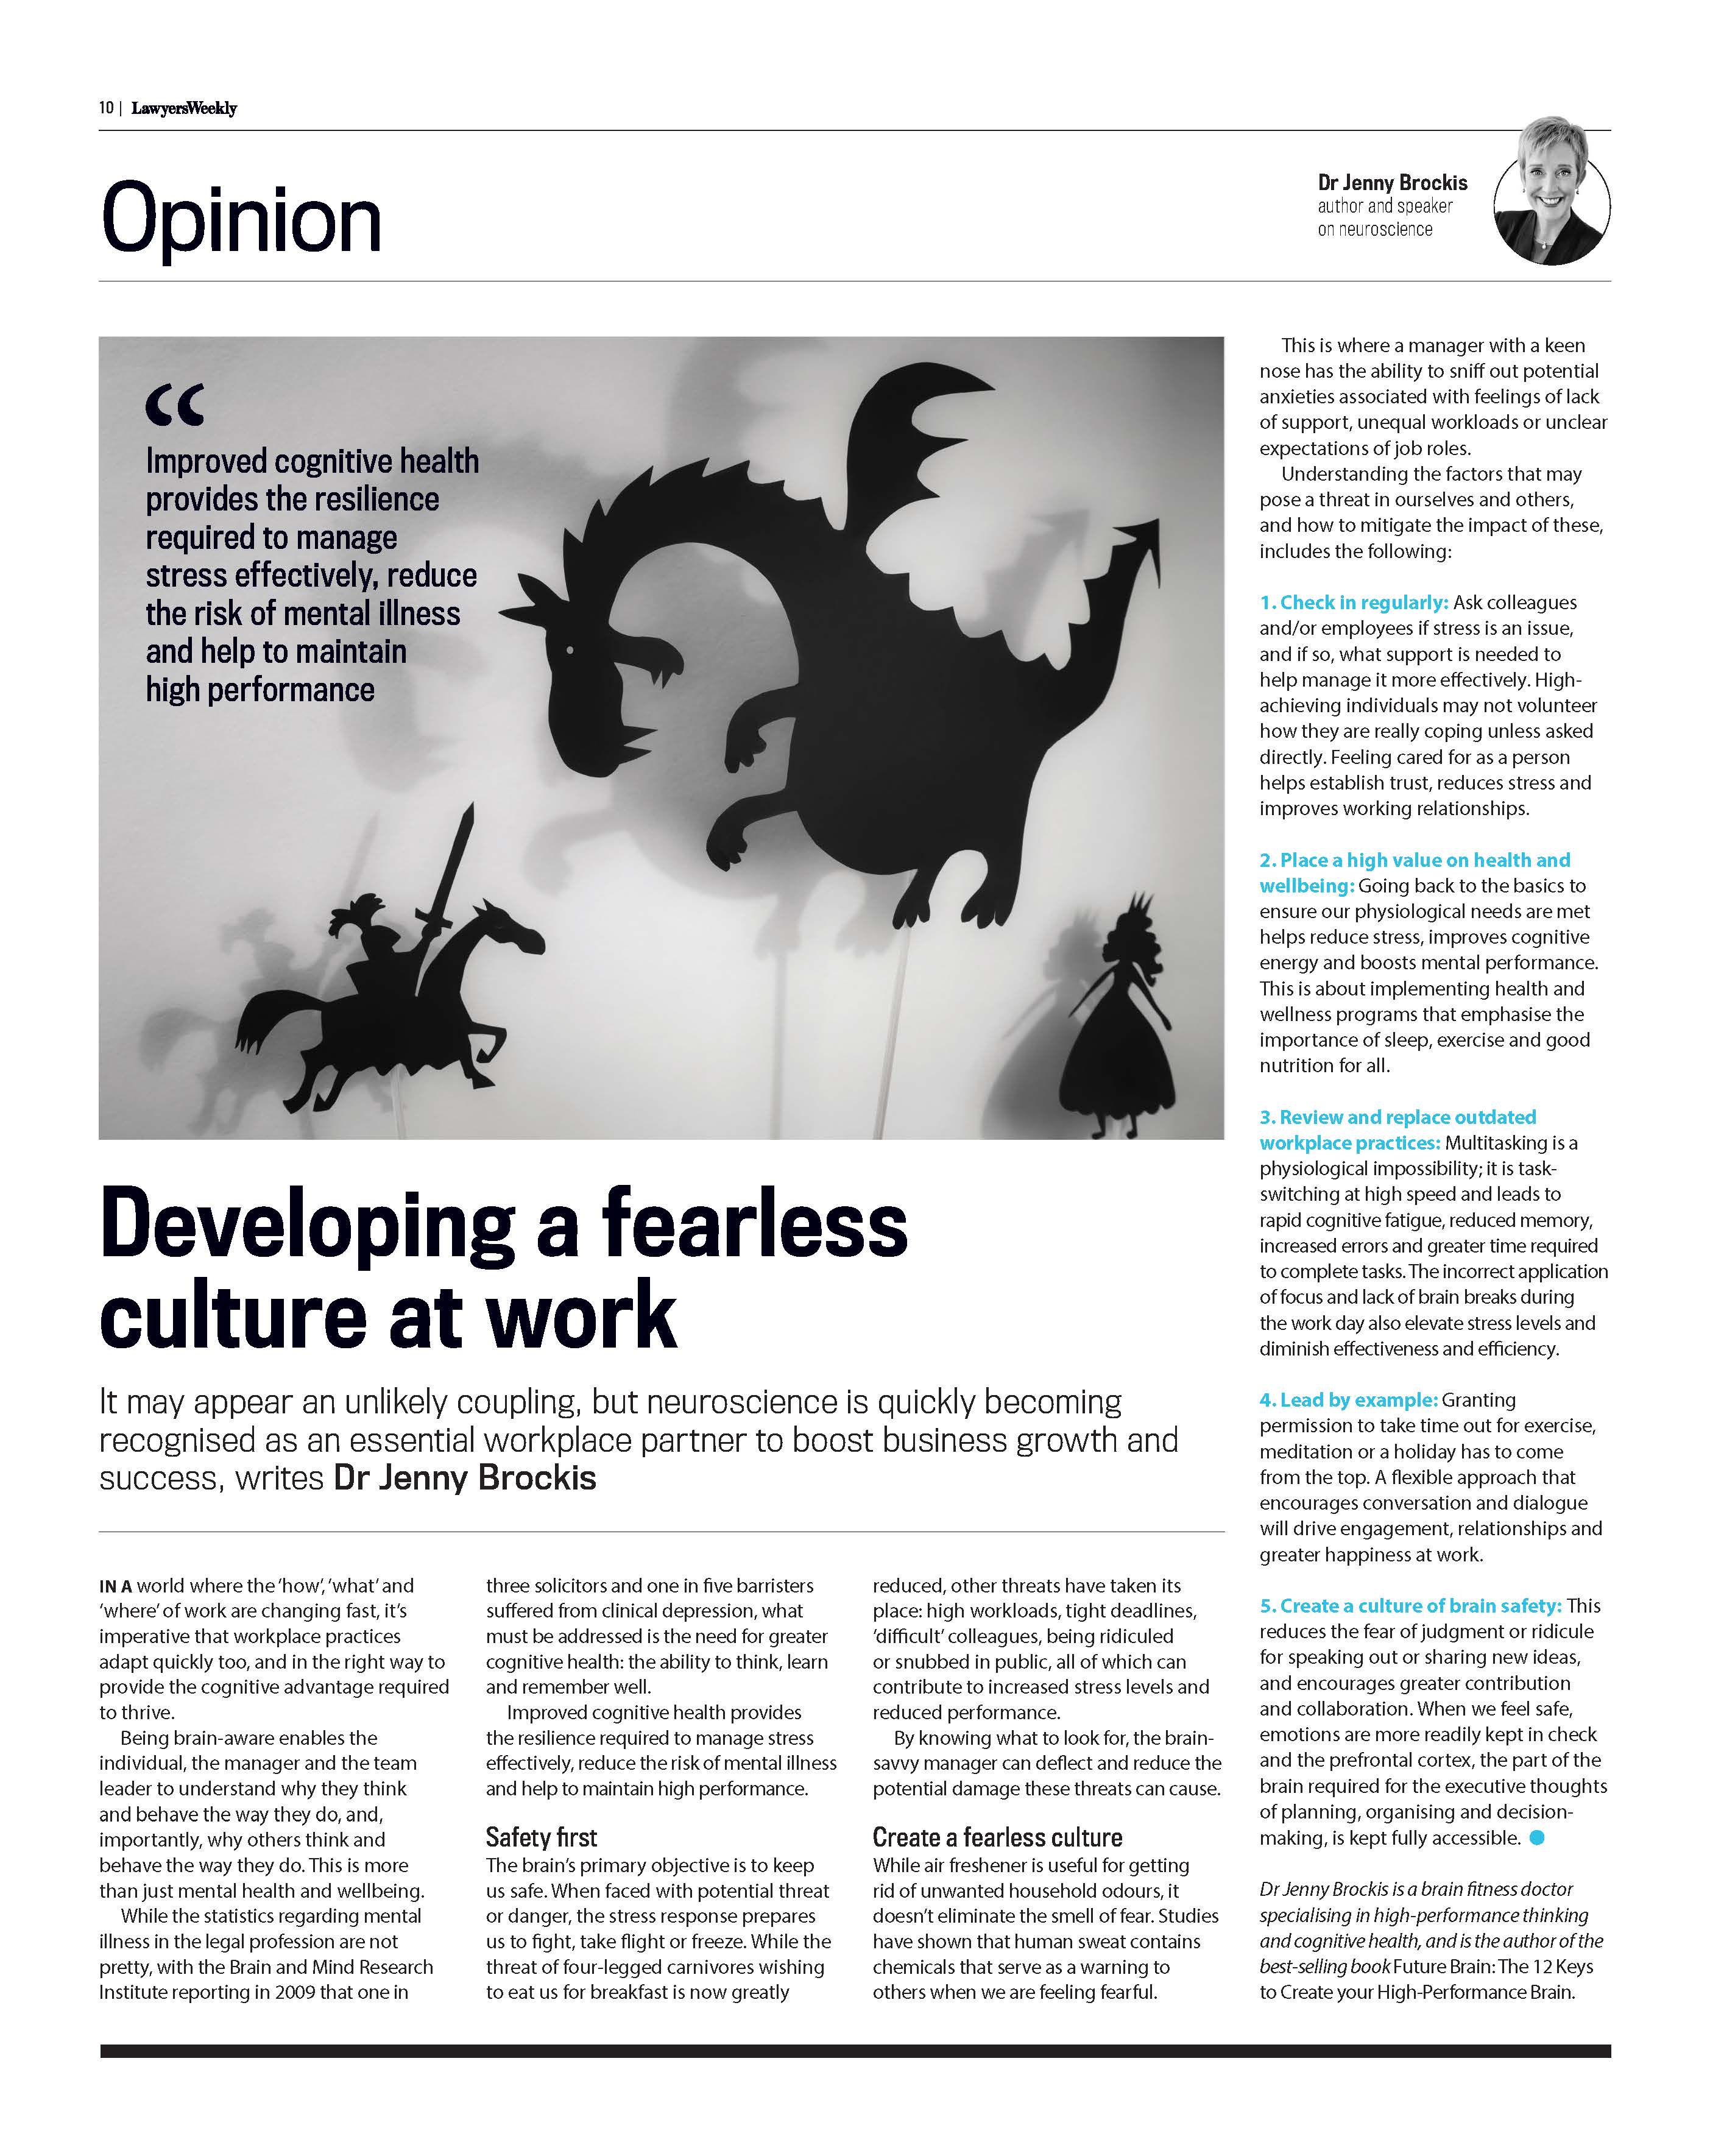 10 | LawyersWeekly
Opinion
Dr Jenny Brockis
author and speaker
on neuroscience
“
Improved cognitive health
provides the resilience
required to manage
stress effectively, reduce
the risk of mental illness
and help to maintain
high performance
Developing a fearless
culture at work
It may appear an unlikely coupling, but neuroscience is quickly becoming
recognised as an essential workplace partner to boost business growth and
success, writes Dr Jenny Brockis
IN A world where the ‘how’, ‘what’ and
‘where’ of work are changing fast, it’s
imperative that workplace practices
adapt quickly too, and in the right way to
provide the cognitive advantage required
to thrive.
Being brain-aware enables the
individual, the manager and the team
leader to understand why they think
and behave the way they do, and,
importantly, why others think and
behave the way they do. This is more
than just mental health and wellbeing.
While the statistics regarding mental
illness in the legal profession are not
pretty, with the Brain and Mind Research
Institute reporting in 2009 that one in
three solicitors and one in five barristers
suffered from clinical depression, what
must be addressed is the need for greater
cognitive health: the ability to think, learn
and remember well.
Improved cognitive health provides
the resilience required to manage stress
effectively, reduce the risk of mental illness
and help to maintain high performance.
Safety first
The brain’s primary objective is to keep
us safe. When faced with potential threat
or danger, the stress response prepares
us to fight, take flight or freeze. While the
threat of four-legged carnivores wishing
to eat us for breakfast is now greatly
reduced, other threats have taken its
place: high workloads, tight deadlines,
‘difficult’ colleagues, being ridiculed
or snubbed in public, all of which can
contribute to increased stress levels and
reduced performance.
By knowing what to look for, the brain-
savvy manager can deflect and reduce the
potential damage these threats can cause.
Create a fearless culture
While air freshener is useful for getting
rid of unwanted household odours, it
doesn’t eliminate the smell of fear. Studies
have shown that human sweat contains
chemicals that serve as a warning to
others when we are feeling fearful.
This is where a manager with a keen
nose has the ability to sniff out potential
anxieties associated with feelings of lack
of support, unequal workloads or unclear
expectations of job roles.
Understanding the factors that may
pose a threat in ourselves and others,
and how to mitigate the impact of these,
includes the following:
1. Check in regularly: Ask colleagues
and/or employees if stress is an issue,
and if so, what support is needed to
help manage it more effectively. High-
achieving individuals may not volunteer
how they are really coping unless asked
directly. Feeling cared for as a person
helps establish trust, reduces stress and
improves working relationships.
2. Place a high value on health and
wellbeing: Going back to the basics to
ensure our physiological needs are met
helps reduce stress, improves cognitive
energy and boosts mental performance.
This is about implementing health and
wellness programs that emphasise the
importance of sleep, exercise and good
nutrition for all.
3. Review and replace outdated
workplace practices: Multitasking is a
physiological impossibility; it is task-
switching at high speed and leads to
rapid cognitive fatigue, reduced memory,
increased errors and greater time required
to complete tasks. The incorrect application
of focus and lack of brain breaks during
the work day also elevate stress levels and
diminish effectiveness and efficiency.
4. Lead by example: Granting
permission to take time out for exercise,
meditation or a holiday has to come
from the top. A flexible approach that
encourages conversation and dialogue
will drive engagement, relationships and
greater happiness at work.
5. Create a culture of brain safety: This
reduces the fear of judgment or ridicule
for speaking out or sharing new ideas,
and encourages greater contribution
and collaboration. When we feel safe,
emotions are more readily kept in check
and the prefrontal cortex, the part of the
brain required for the executive thoughts
of planning, organising and decision-
making, is kept fully accessible.
Dr Jenny Brockis is a brain fitness doctor
specialising in high-performance thinking
and cognitive health, and is the author of the
best-selling book Future Brain: The 12 Keys
to Create your High-Performance Brain.